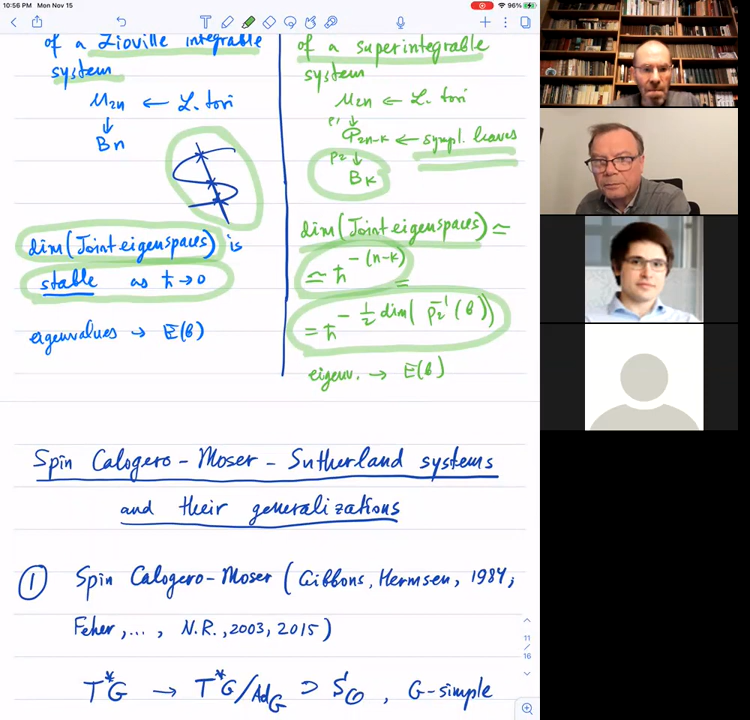 10:56 PM Mon Nov 15
96%
of a Liouville integrable
system
M2n ← L. tori
↓
Bn
dim(Joint eigenspaces) is
stable as ħ→0
eigenvalues → E(b)
of a superintegrable
system
M2n ← L. tori
p1 ↓
P2n-k ← sympl. leaves
p2 ↓
Bk
dim(Joint eigenspaces) ≃
≃ ħ^-(n-k) =
= ħ^-1/2 dim(p2^-1(b))
eigenv. → E(b)
Spin Calogero-Moser-Sutherland systems
and their generalizations
① Spin Calogero-Moser (Gibbons, Hermsen, 1984;
Feher,..., N.R., 2003, 2015)
T*G → T*G/Ad_G ⊃ S_O, G-simple
11
/
16